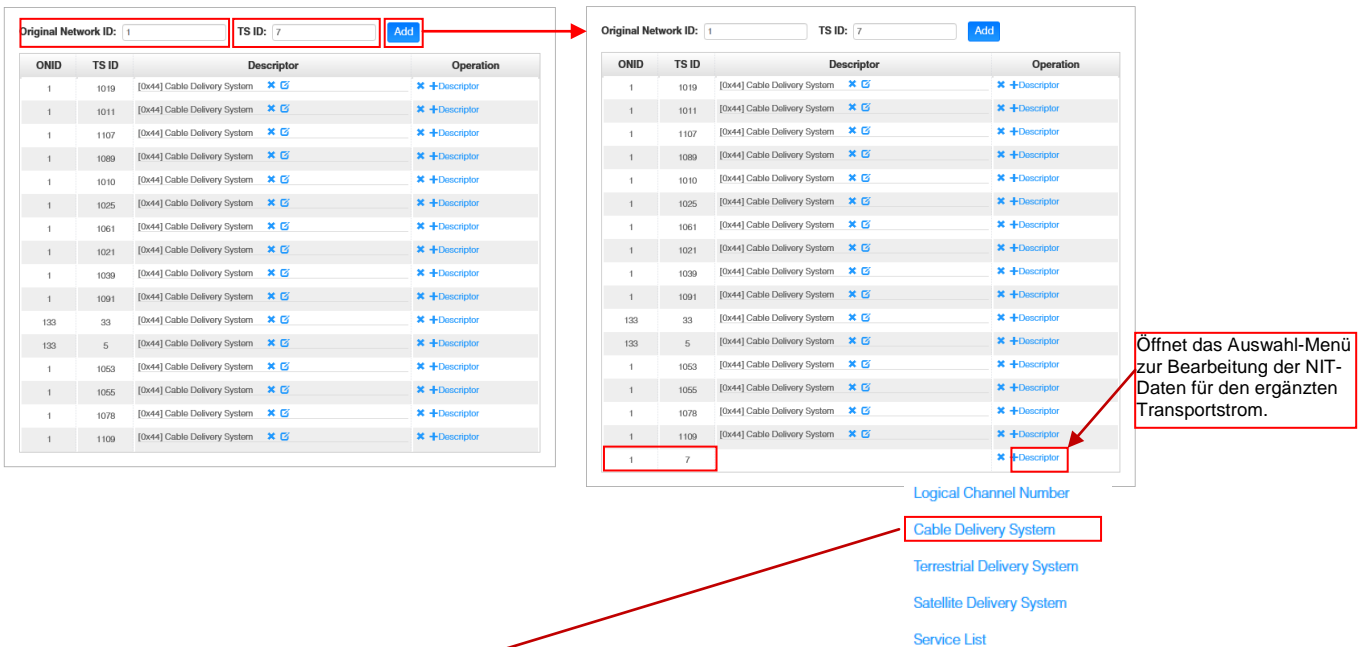 Original Network ID: 1 TS ID: 7 Add
ONID TS ID Descriptor Operation
1 1019 [0x44] Cable Delivery System Descriptor
1 1011 [0x44] Cable Delivery System Descriptor
1 1107 [0x44] Cable Delivery System Descriptor
1 1089 [0x44] Cable Delivery System Descriptor
1 1010 [0x44] Cable Delivery System Descriptor
1 1025 [0x44] Cable Delivery System Descriptor
1 1061 [0x44] Cable Delivery System Descriptor
1 1021 [0x44] Cable Delivery System Descriptor
1 1039 [0x44] Cable Delivery System Descriptor
1 1091 [0x44] Cable Delivery System Descriptor
133 33 [0x44] Cable Delivery System Descriptor
133 5 [0x44] Cable Delivery System Descriptor
1 1053 [0x44] Cable Delivery System Descriptor
1 1055 [0x44] Cable Delivery System Descriptor
1 1078 [0x44] Cable Delivery System Descriptor
1 1109 [0x44] Cable Delivery System Descriptor
Original Network ID: 1 TS ID: 7 Add
ONID TS ID Descriptor Operation
1 1019 [0x44] Cable Delivery System Descriptor
1 1011 [0x44] Cable Delivery System Descriptor
1 1107 [0x44] Cable Delivery System Descriptor
1 1089 [0x44] Cable Delivery System Descriptor
1 1010 [0x44] Cable Delivery System Descriptor
1 1025 [0x44] Cable Delivery System Descriptor
1 1061 [0x44] Cable Delivery System Descriptor
1 1021 [0x44] Cable Delivery System Descriptor
1 1039 [0x44] Cable Delivery System Descriptor
1 1091 [0x44] Cable Delivery System Descriptor
133 33 [0x44] Cable Delivery System Descriptor
133 5 [0x44] Cable Delivery System Descriptor
1 1053 [0x44] Cable Delivery System Descriptor
1 1055 [0x44] Cable Delivery System Descriptor
1 1078 [0x44] Cable Delivery System Descriptor
1 1109 [0x44] Cable Delivery System Descriptor
1 7 Descriptor
Öffnet das Auswahl-Menü
zur Bearbeitung der NIT-
Daten für den ergänzten
Transportstrom.
Logical Channel Number
Cable Delivery System
Terrestrial Delivery System
Satellite Delivery System
Service List